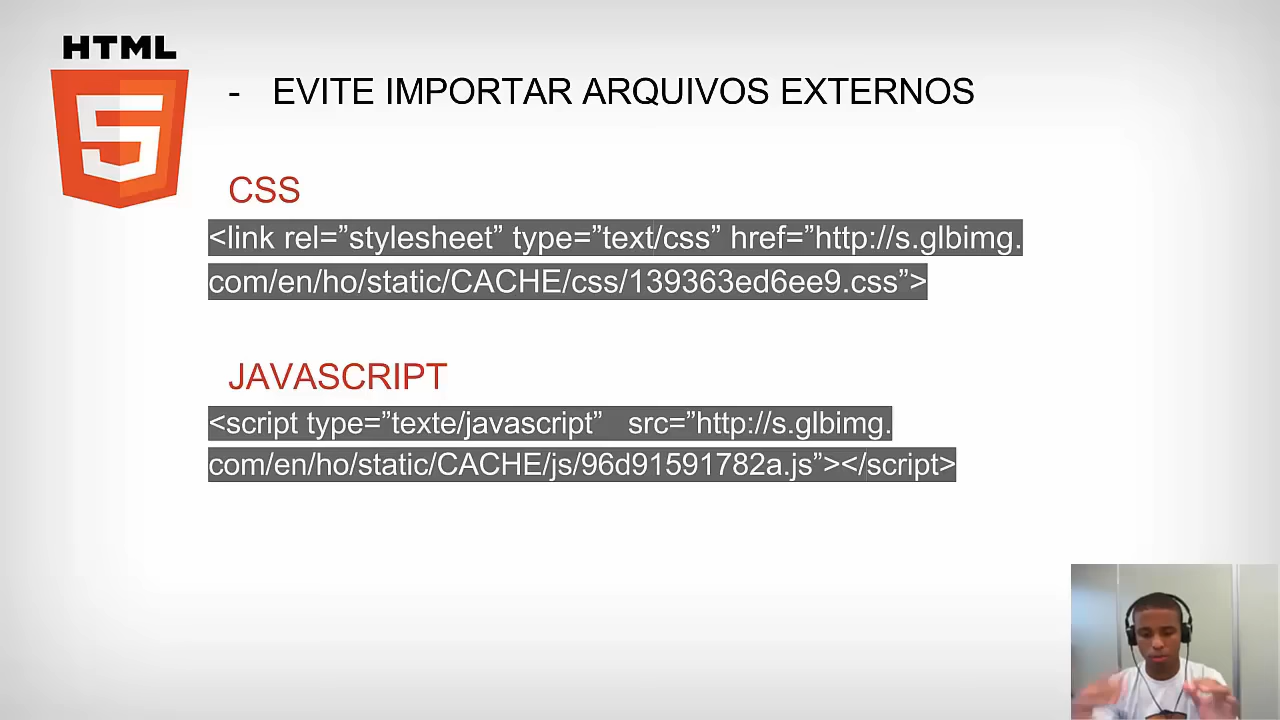 HTML
5
- EVITE IMPORTAR ARQUIVOS EXTERNOS
CSS
<link rel=”stylesheet” type=”text/css” href=”http://s.glbimg.
com/en/ho/static/CACHE/css/139363ed6ee9.css”>
JAVASCRIPT
<script type=”texte/javascript” src=”http://s.glbimg.
com/en/ho/static/CACHE/js/96d91591782a.js”></script>